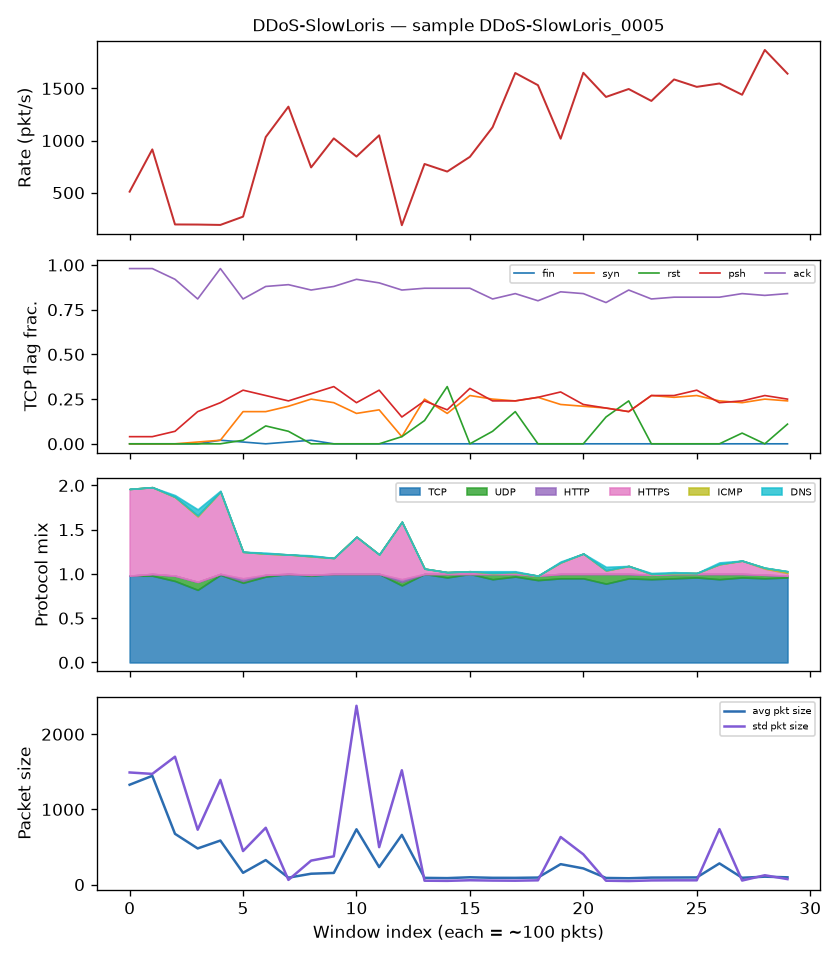 DDoS-SlowLoris — sample DDoS-SlowLoris_0005
Rate (pkt/s)
1500
1000
500
TCP flag frac.
1.00
0.75
0.50
0.25
0.00
fin syn rst psh ack
Protocol mix
2.0
1.5
1.0
0.5
0.0
TCP UDP HTTP HTTPS ICMP DNS
Packet size
2000
1000
0
avg pkt size
std pkt size
0 5 10 15 20 25 30
Window index (each = ~100 pkts)